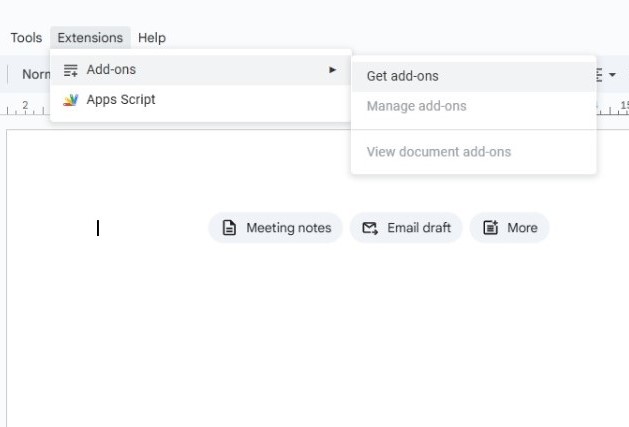 Tools Extensions Help
Norm
Add-ons
Get add-ons
Apps Script
Manage add-ons
2
15
View document add-ons
Meeting notes Email draft More